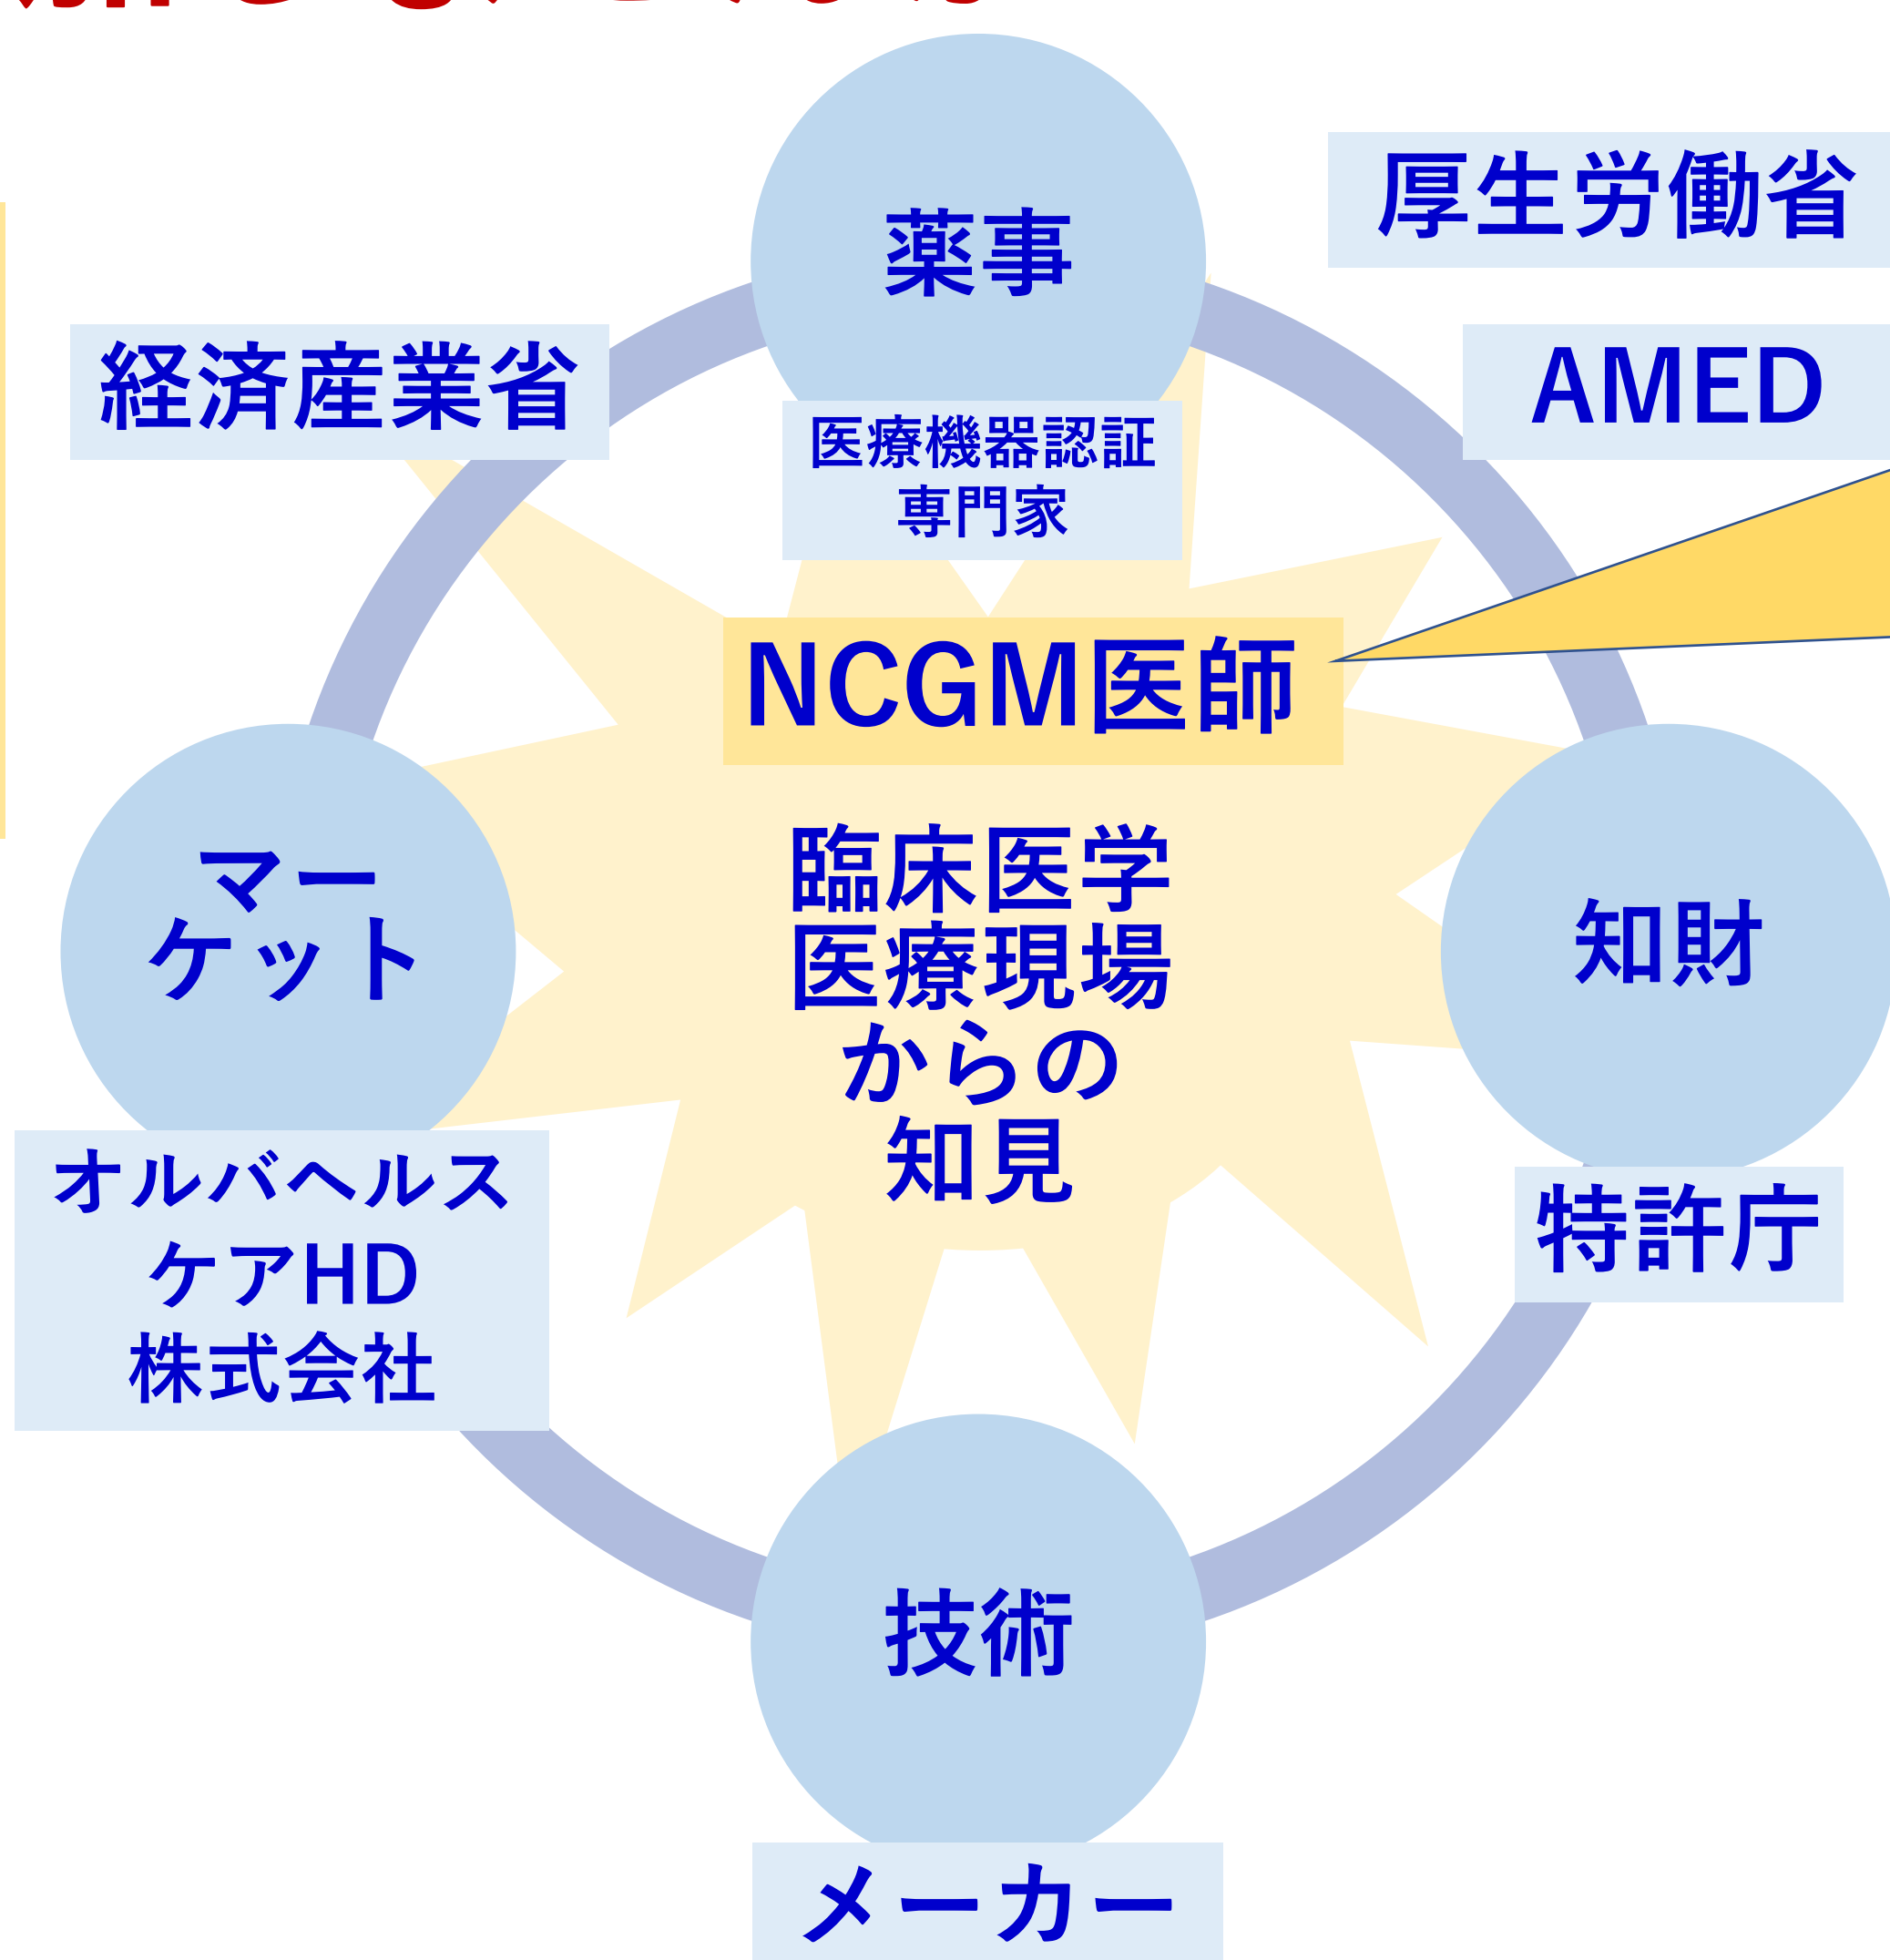 薬事
厚生労働省
経済産業省
AMED
医療機器認証
専門家
NCGM医師
臨床医学
医療現場
からの
知見
マー
ケット
知財
オルバヘルス
ケアHD
株式会社
特許庁
技術
メーカー